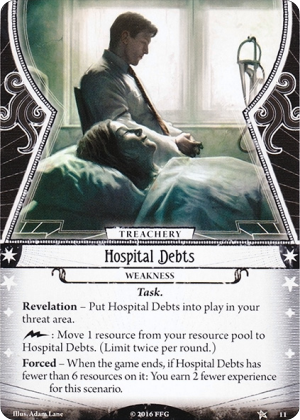 TREACHERY
Hospital Debts
WEAKNESS
Task.
Revelation – Put Hospital Debts into play in your
threat area.
: Move 1 resource from your resource pool to
Hospital Debts. (Limit twice per round.)
Forced – When the game ends, if Hospital Debts has
fewer than 6 resources on it: You earn 2 fewer experience
for this scenario.
Illus. Adam Lane
© 2016 FFG
11